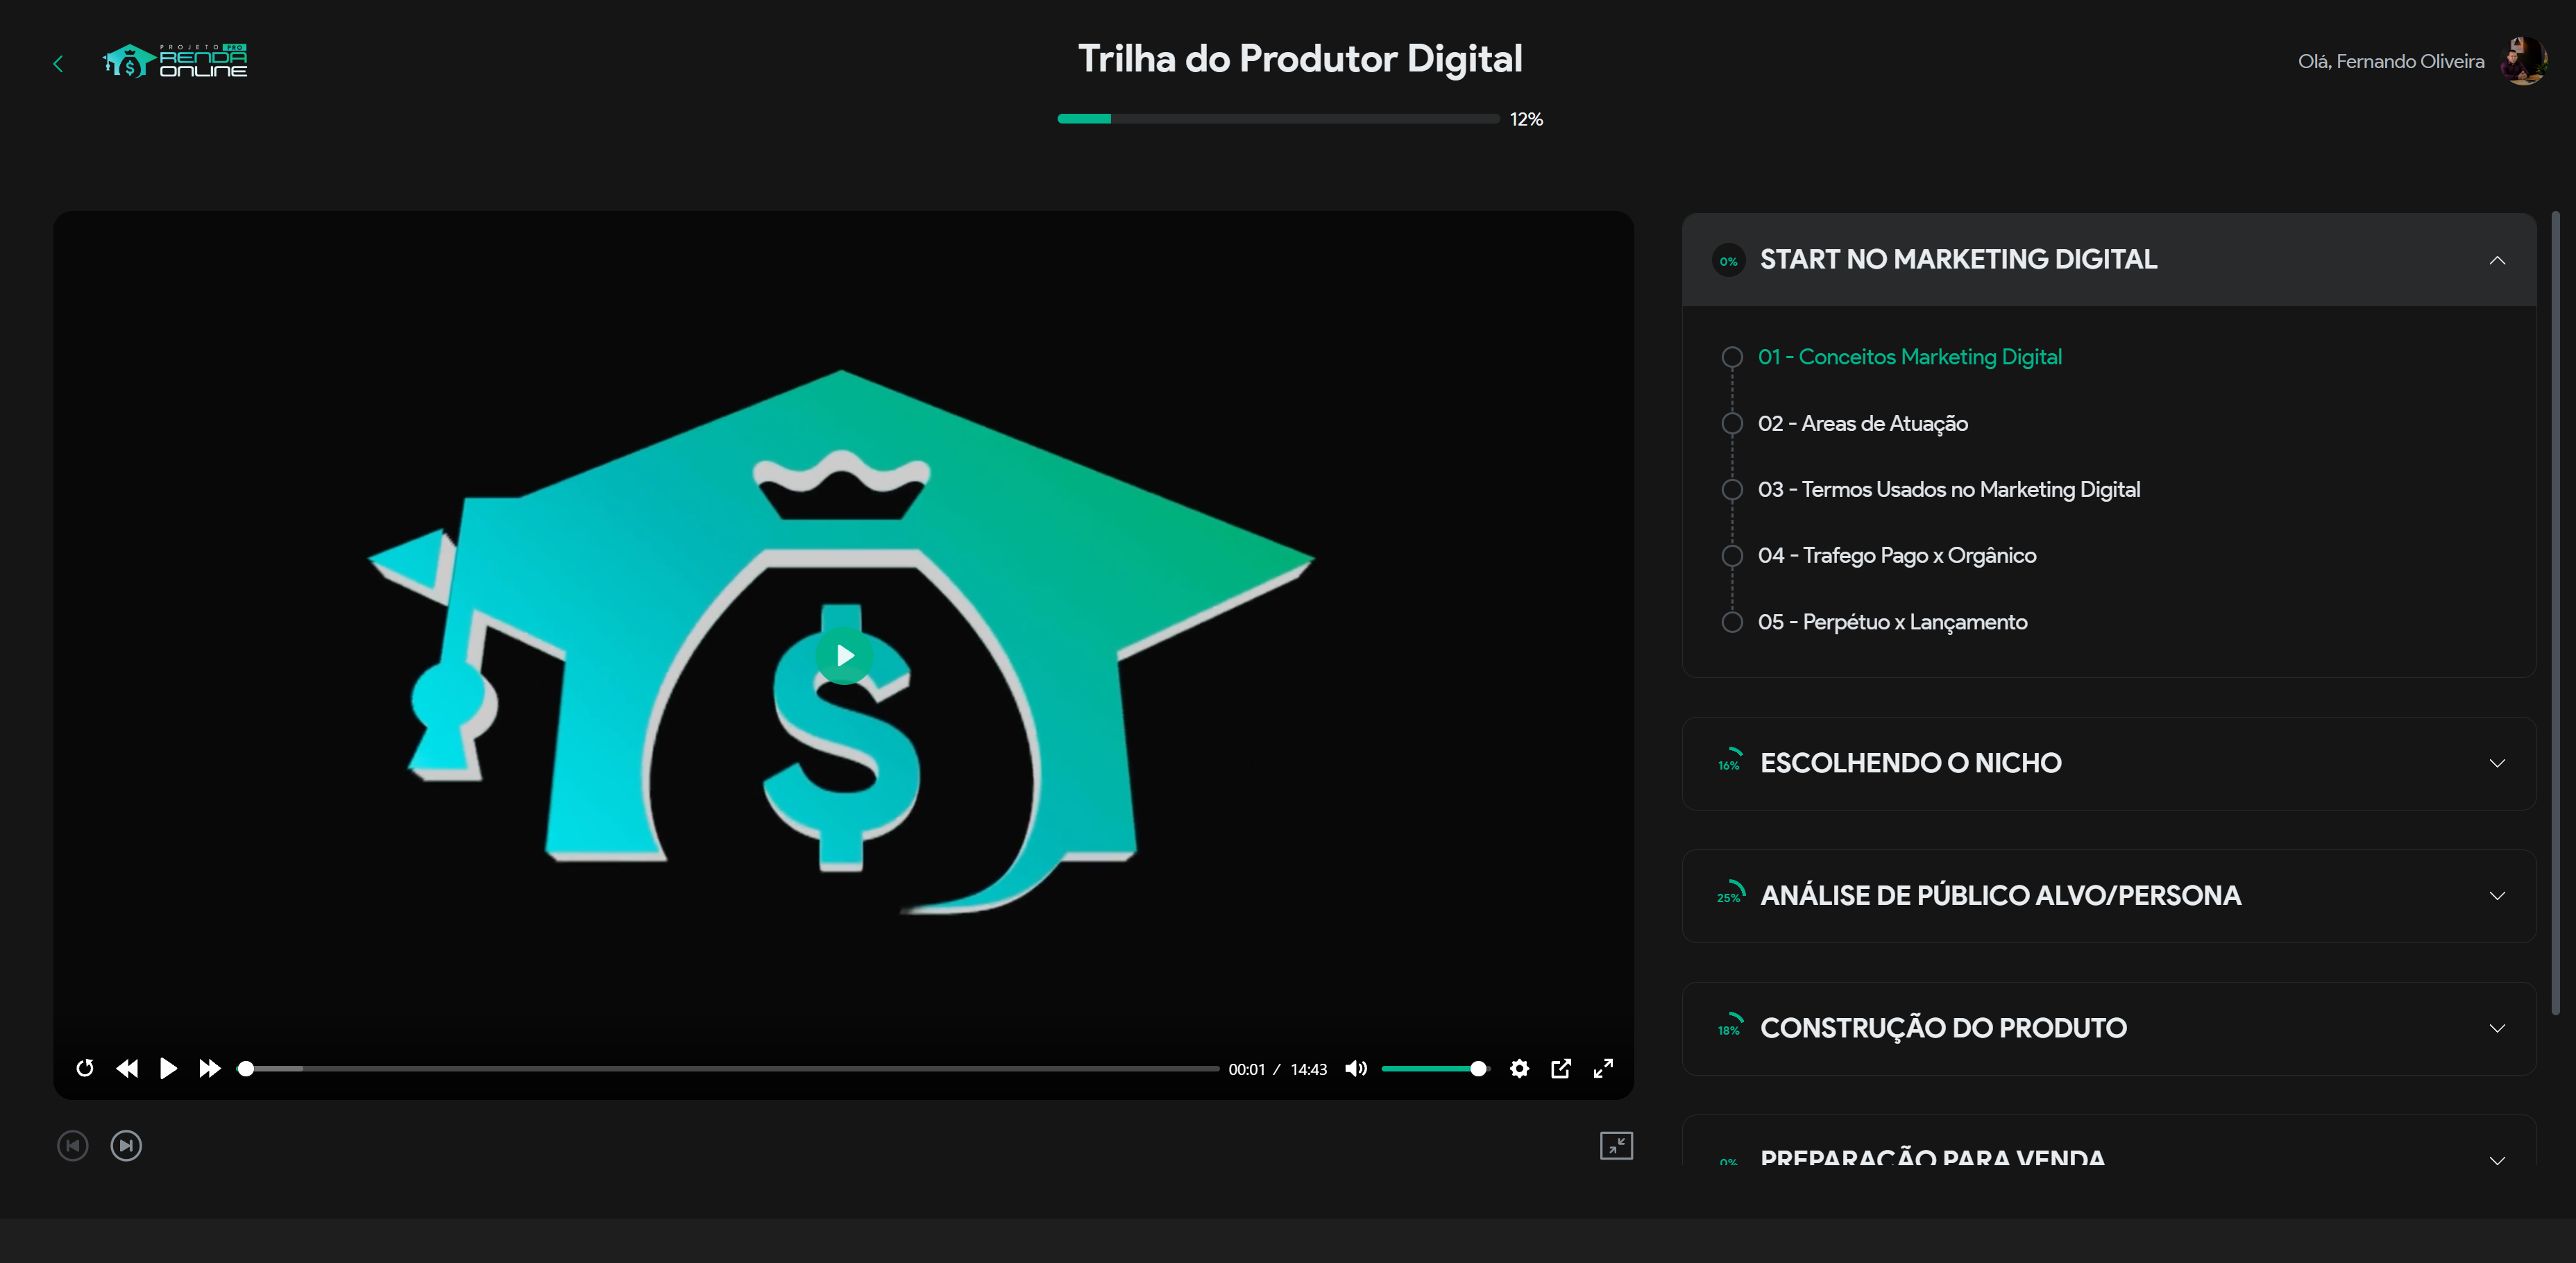 PROJETO PRO
RENDA
ONLINE
Trilha do Produtor Digital
12%
Olá, Fernando Oliveira
0% START NO MARKETING DIGITAL
01 - Conceitos Marketing Digital
02 - Areas de Atuação
03 - Termos Usados no Marketing Digital
04 - Trafego Pago x Orgânico
05 - Perpétuo x Lançamento
16% ESCOLHENDO O NICHO
25% ANÁLISE DE PÚBLICO ALVO/PERSONA
18% CONSTRUÇÃO DO PRODUTO
0% PREPARAÇÃO PARA VENDA
$
00:01 / 14:43